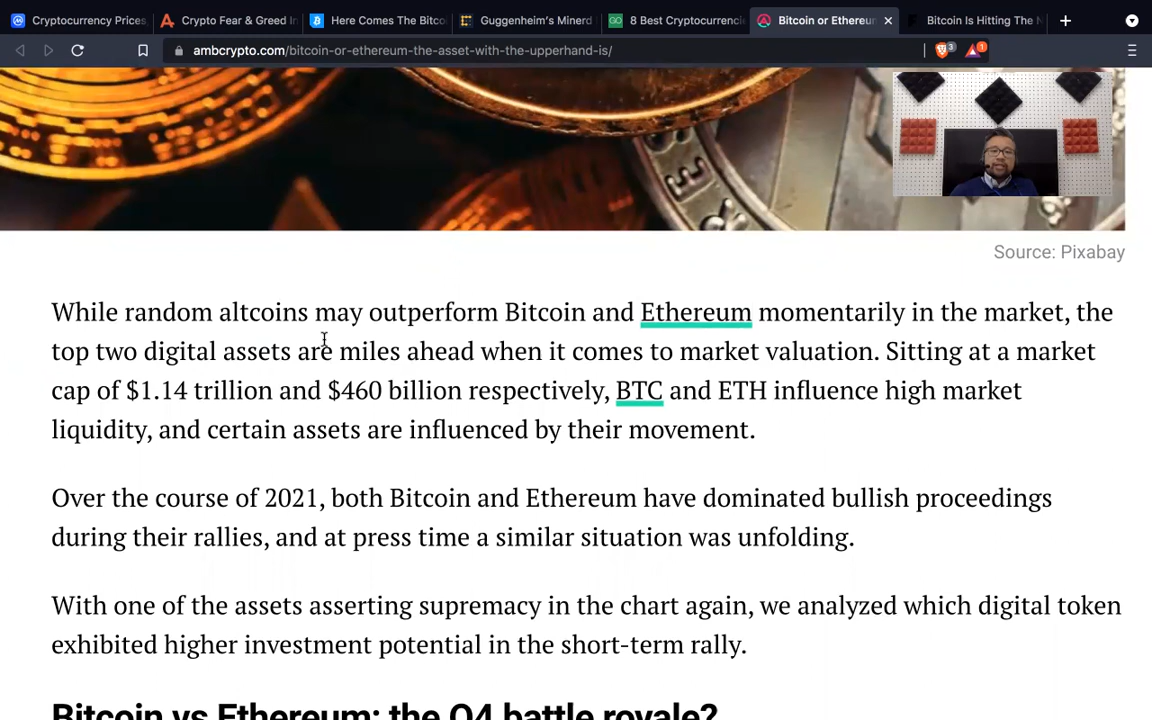 Cryptocurrency Prices,
Crypto Fear & Greed In
Here Comes The Bitco
Guggenheim's Minerd
8 Best Cryptocurrenci
Bitcoin or Ethereum
Bitcoin Is Hitting The N
ambcrypto.com/bitcoin-or-ethereum-the-asset-with-the-upperhand-is/
3
1
Source: Pixabay
While random altcoins may outperform Bitcoin and Ethereum momentarily in the market, the
top two digital assets are miles ahead when it comes to market valuation. Sitting at a market
cap of $1.14 trillion and $460 billion respectively, BTC and ETH influence high market
liquidity, and certain assets are influenced by their movement.
Over the course of 2021, both Bitcoin and Ethereum have dominated bullish proceedings
during their rallies, and at press time a similar situation was unfolding.
With one of the assets asserting supremacy in the chart again, we analyzed which digital token
exhibited higher investment potential in the short-term rally.
Bitcoin vs Ethereum: the Q4 battle royale?